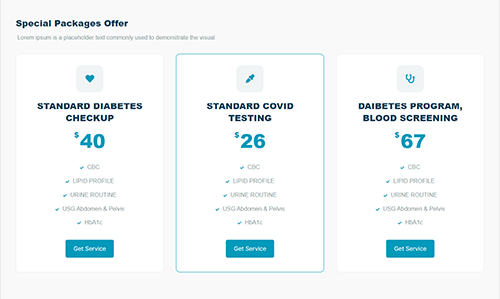 Special Packages Offer
Lorem ipsum is a placeholder text commonly used to demonstrate the visual
STANDARD DIABETES
CHECKUP
$40
CBC
LIPID PROFILE
URINE ROUTINE
USG Abdomen & Pelvis
HbA1c
Get Service
STANDARD COVID
TESTING
$26
CBC
LIPID PROFILE
URINE ROUTINE
USG Abdomen & Pelvis
HbA1c
Get Service
DAIBETES PROGRAM,
BLOOD SCREENING
$67
CBC
LIPID PROFILE
URINE ROUTINE
USG Abdomen & Pelvis
HbA1c
Get Service